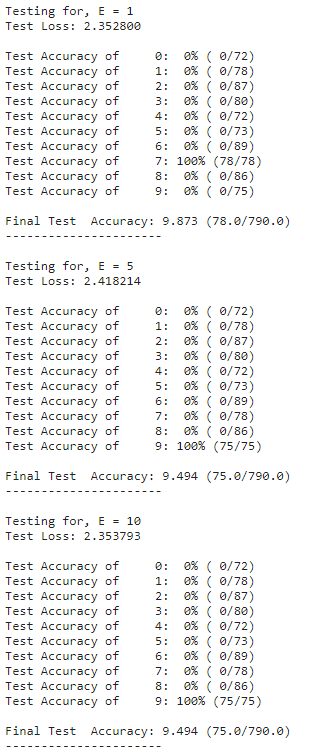 Testing for, E = 1
Test Loss: 2.352800
Test Accuracy of     0:  0% ( 0/72)
Test Accuracy of     1:  0% ( 0/78)
Test Accuracy of     2:  0% ( 0/87)
Test Accuracy of     3:  0% ( 0/80)
Test Accuracy of     4:  0% ( 0/72)
Test Accuracy of     5:  0% ( 0/73)
Test Accuracy of     6:  0% ( 0/89)
Test Accuracy of     7: 100% (78/78)
Test Accuracy of     8:  0% ( 0/86)
Test Accuracy of     9:  0% ( 0/75)
Final Test  Accuracy: 9.873 (78.0/790.0)
----------------------
Testing for, E = 5
Test Loss: 2.418214
Test Accuracy of     0:  0% ( 0/72)
Test Accuracy of     1:  0% ( 0/78)
Test Accuracy of     2:  0% ( 0/87)
Test Accuracy of     3:  0% ( 0/80)
Test Accuracy of     4:  0% ( 0/72)
Test Accuracy of     5:  0% ( 0/73)
Test Accuracy of     6:  0% ( 0/89)
Test Accuracy of     7:  0% ( 0/78)
Test Accuracy of     8:  0% ( 0/86)
Test Accuracy of     9: 100% (75/75)
Final Test  Accuracy: 9.494 (75.0/790.0)
----------------------
Testing for, E = 10
Test Loss: 2.353793
Test Accuracy of     0:  0% ( 0/72)
Test Accuracy of     1:  0% ( 0/78)
Test Accuracy of     2:  0% ( 0/87)
Test Accuracy of     3:  0% ( 0/80)
Test Accuracy of     4:  0% ( 0/72)
Test Accuracy of     5:  0% ( 0/73)
Test Accuracy of     6:  0% ( 0/89)
Test Accuracy of     7:  0% ( 0/78)
Test Accuracy of     8:  0% ( 0/86)
Test Accuracy of     9: 100% (75/75)
Final Test  Accuracy: 9.494 (75.0/790.0)
----------------------